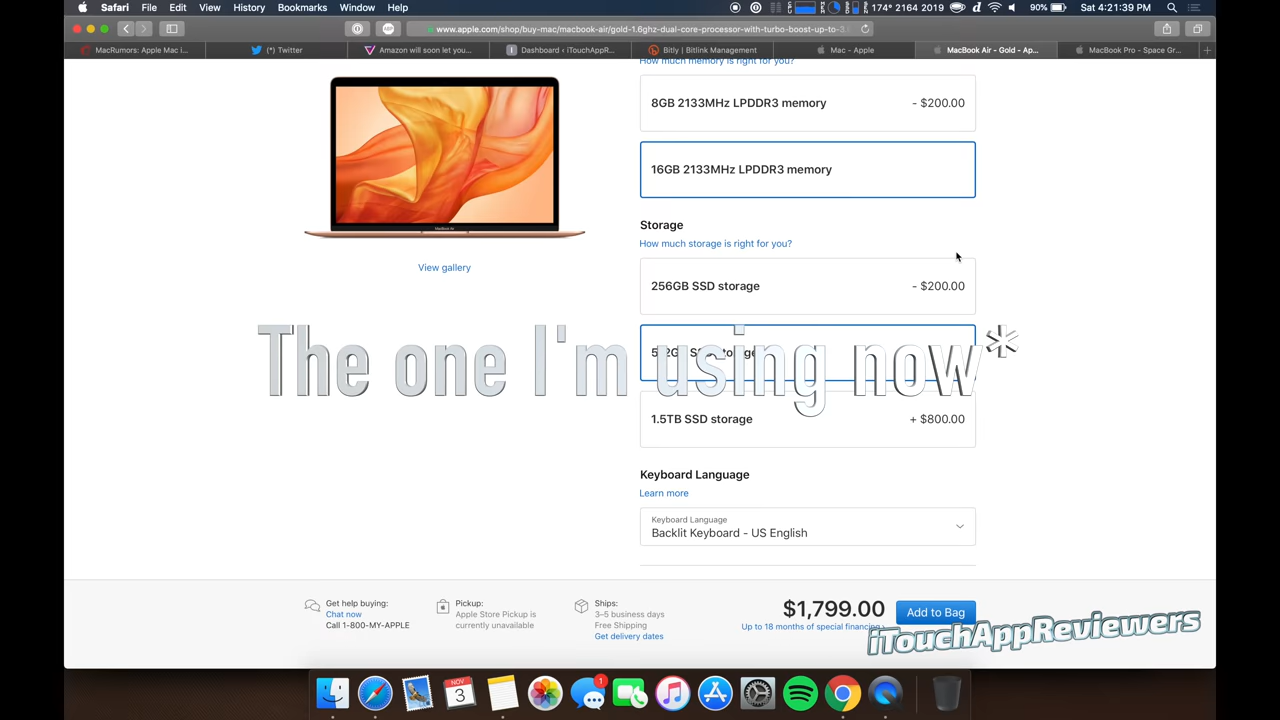 Safari File Edit View History Bookmarks Window Help
174° 2164 2019 90% Sat 4:21:39 PM
www.apple.com/shop/buy-mac/macbook-air/gold-1.6ghz-dual-core-processor-with-turbo-boost-up-to-3.6
MacRumors: Apple Mac i... (*) Twitter Amazon will soon let you... Dashboard ‹ iTouchAppR... Bitly | Bitlink Management Mac - Apple MacBook Air - Gold - Ap... MacBook Pro - Space Gr...
How much memory is right for you?
8GB 2133MHz LPDDR3 memory - $200.00
16GB 2133MHz LPDDR3 memory
Storage
How much storage is right for you?
View gallery
256GB SSD storage - $200.00
The one I'm using now*
1.5TB SSD storage + $800.00
Keyboard Language
Learn more
Keyboard Language
Backlit Keyboard - US English
Get help buying:
Chat now
Call 1-800-MY-APPLE
Pickup:
Apple Store Pickup is
currently unavailable
Ships:
3–5 business days
Free Shipping
Get delivery dates
$1,799.00
Up to 18 months of special financing
Add to Bag
iTouchAppReviewers
NOV
3
1